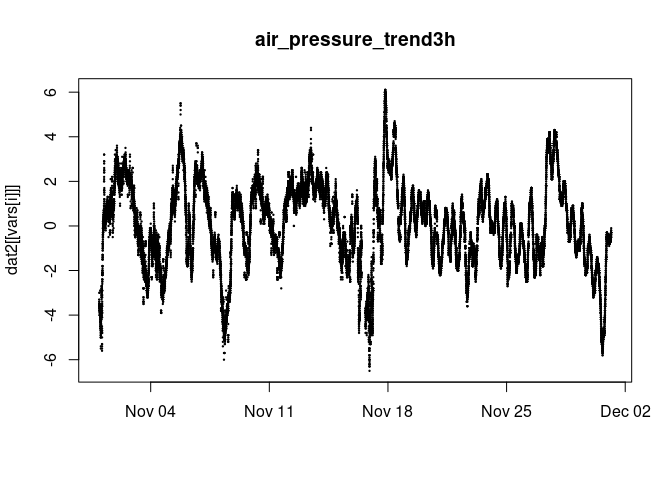 air_pressure_trend3h
dat2[[vars[i]]]
6
4
2
0
-2
-4
-6
Nov 04
Nov 11
Nov 18
Nov 25
Dec 02